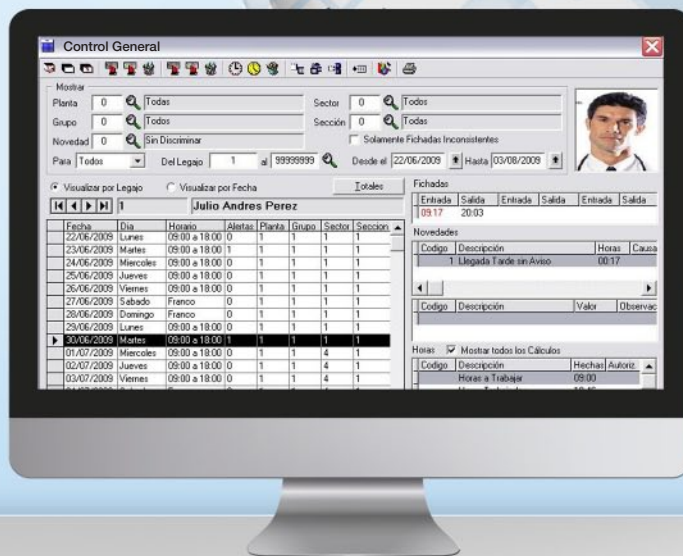 Control General
Mostrar
Planta 0 Todas Sector 0 Todos
Grupo 0 Todos Sección 0 Todas
Novedad 0 Sin Discriminar Solamente Fichadas Inconsistentes
Para Todos Del Legajo 1 al 99999999 Desde el 22/06/2009 Hasta 03/08/2009
Visualizar por Legajo Visualizar por Fecha Totales
1 Julio Andres Perez
Fecha Dia Horario Alertas Planta Grupo Sector Seccion
22/06/2009 Lunes 09:00 a 18:00 0 1 1 1 1
23/06/2009 Martes 09:00 a 18:00 1 1 1 1 1
24/06/2009 Miercoles 09:00 a 18:00 0 1 1 1 1
25/06/2009 Jueves 09:00 a 18:00 0 1 1 1 1
26/06/2009 Viernes 09:00 a 18:00 0 1 1 1 1
27/06/2009 Sabado Franco 0 1 1 1 1
28/06/2009 Domingo Franco 0 1 1 1 1
29/06/2009 Lunes 09:00 a 18:00 0 1 1 1 1
30/06/2009 Martes 09:00 a 18:00 1 1 1 1 1
01/07/2009 Miercoles 09:00 a 18:00 0 1 1 4 1
02/07/2009 Jueves 09:00 a 18:00 0 1 1 4 1
03/07/2009 Viernes 09:00 a 18:00 0 1 1 4 1
Fichadas
Entrada Salida Entrada Salida Entrada Salida
09:17 20:03
Novedades
Codigo Descripción Horas Causa
1 Llegada Tarde sin Aviso 00:17
Codigo Descripción Valor Observac
Horas Mostrar todos los Cálculos
Codigo Descripción Hechas Autoriz.
Horas a Trabajar 09:00